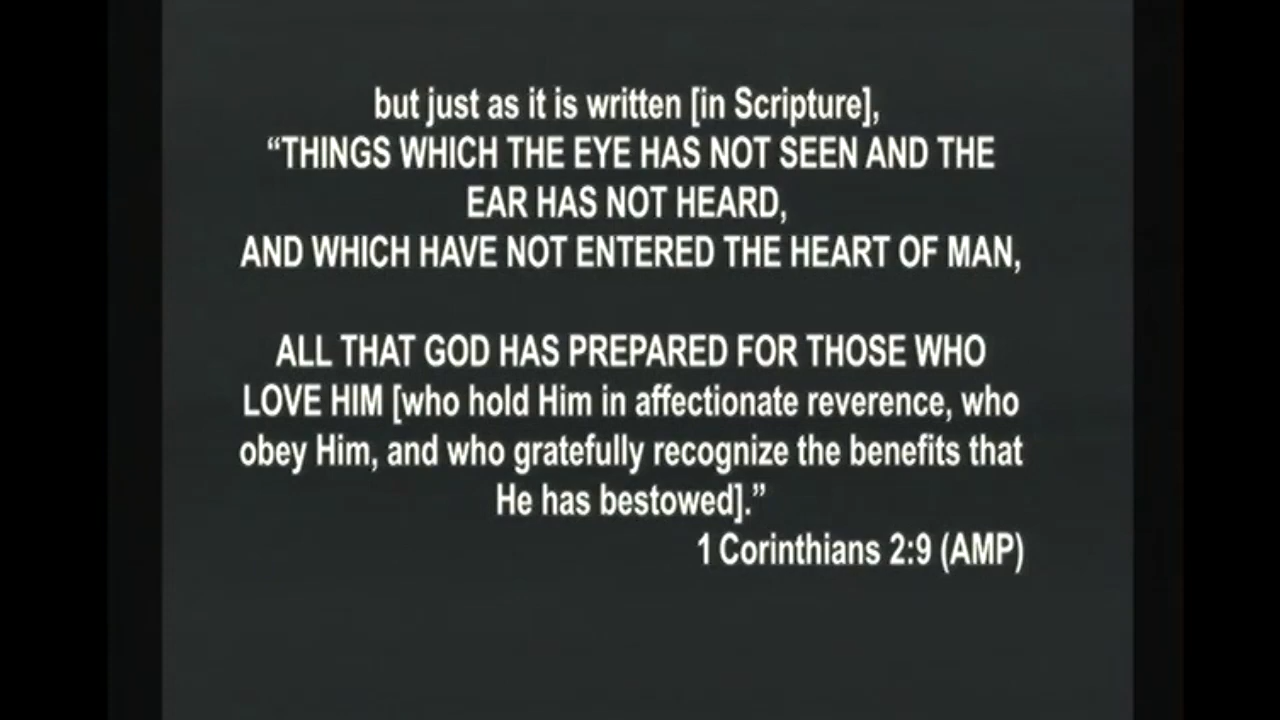 but just as it is written [in Scripture],
“THINGS WHICH THE EYE HAS NOT SEEN AND THE
EAR HAS NOT HEARD,
AND WHICH HAVE NOT ENTERED THE HEART OF MAN,
ALL THAT GOD HAS PREPARED FOR THOSE WHO
LOVE HIM [who hold Him in affectionate reverence, who
obey Him, and who gratefully recognize the benefits that
He has bestowed].”
1 Corinthians 2:9 (AMP)